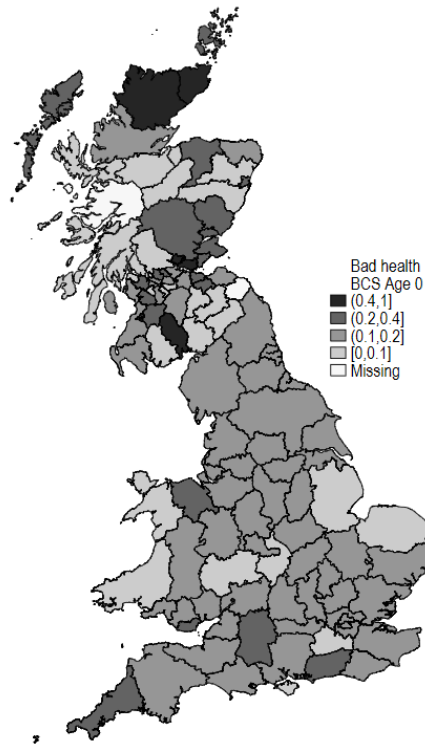 Bad health
BCS Age 0
(0.4,1]
(0.2,0.4]
(0.1,0.2]
[0,0.1]
Missing